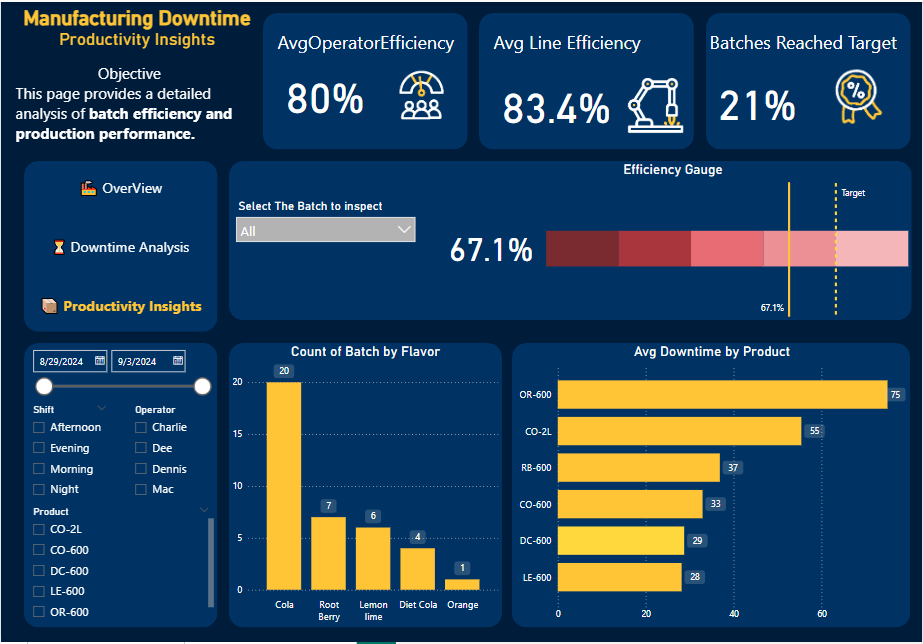 Manufacturing Downtime
Productivity Insights
Objective
This page provides a detailed
analysis of batch efficiency and
production performance.
AvgOperatorEfficiency
80%
Avg Line Efficiency
83.4%
Batches Reached Target
%
21%
OverView
Downtime Analysis
Productivity Insights
Efficiency Gauge
Select The Batch to inspect
All
67.1%
Target
67.1%
8/29/2024
9/3/2024
Shift
Afternoon
Evening
Morning
Night
Operator
Charlie
Dee
Dennis
Mac
Product
CO-2L
CO-600
DC-600
LE-600
OR-600
Count of Batch by Flavor
20
15
10
5
0
20
7
6
4
1
Cola
Root
Berry
Lemon
lime
Diet Cola
Orange
Avg Downtime by Product
OR-600
75
CO-2L
55
RB-600
37
CO-600
33
DC-600
29
LE-600
28
0
20
40
60